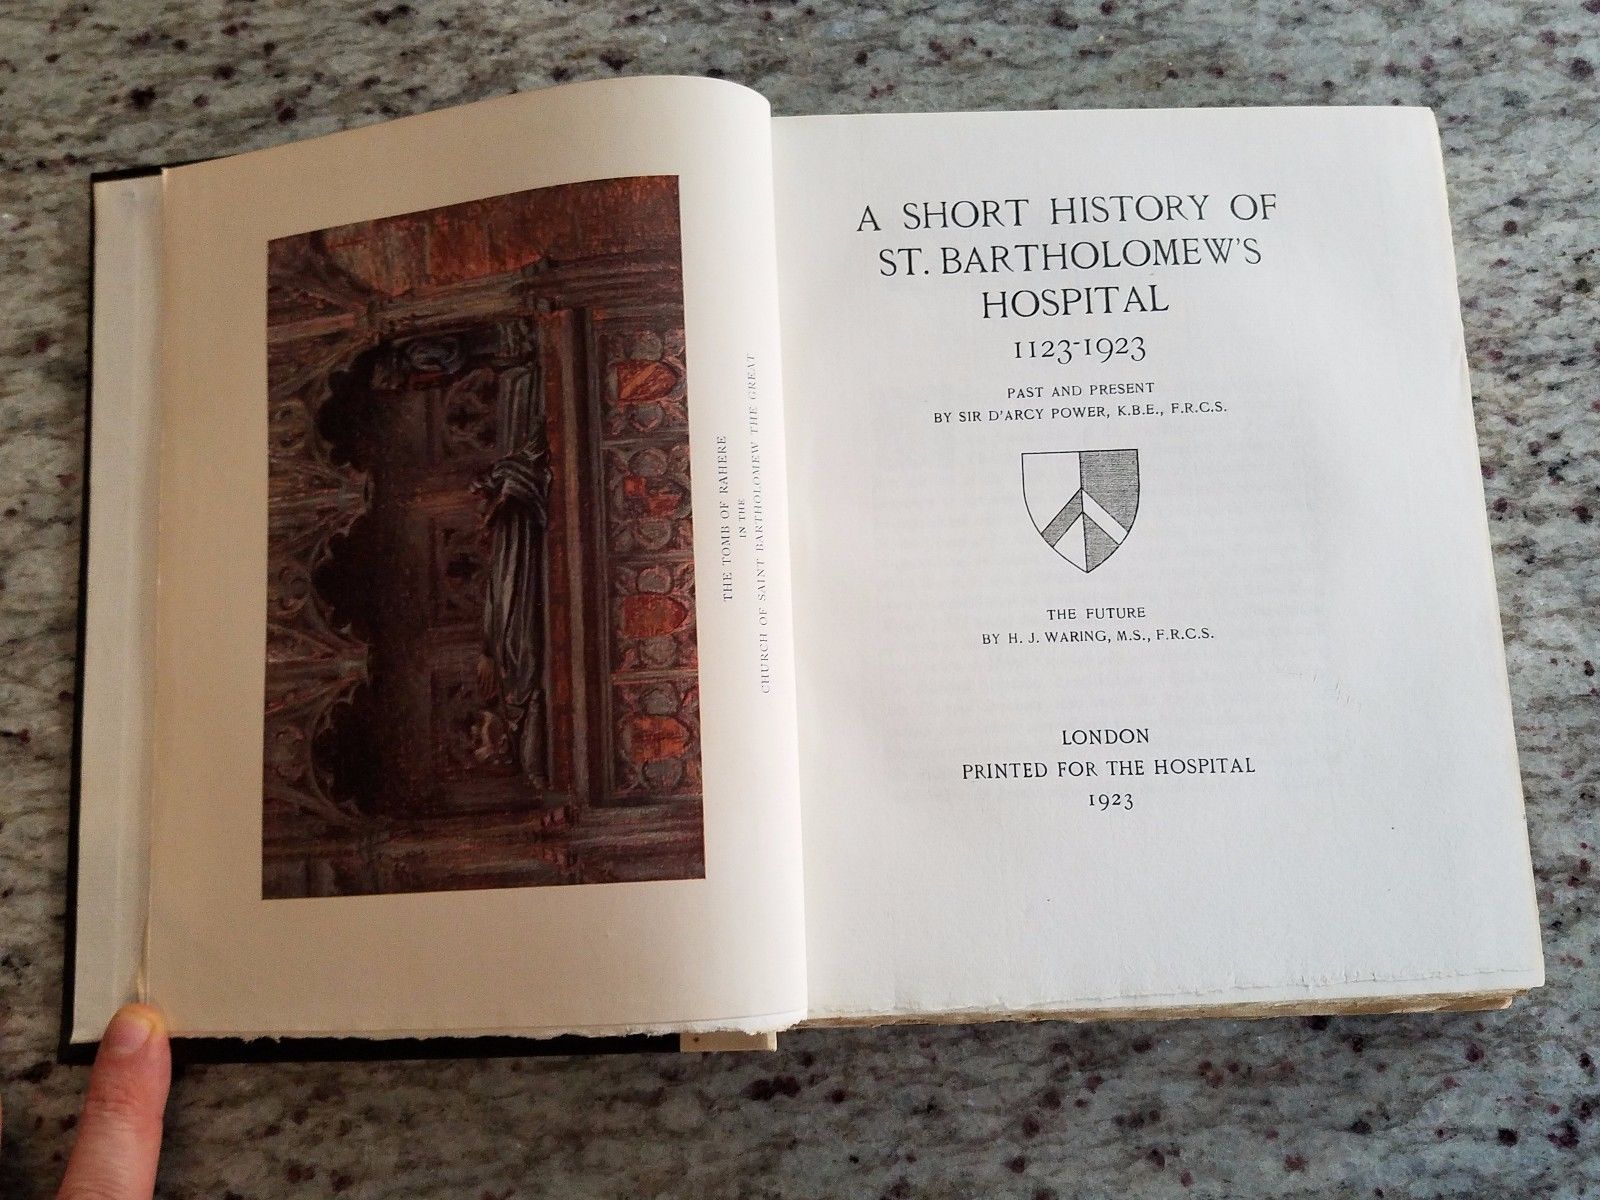 THE TOMB OF RAHERE
IN THE
CHURCH OF SAINT BARTHOLOMEW THE GREAT
A SHORT HISTORY OF
ST. BARTHOLOMEW'S
HOSPITAL
1123-1923
PAST AND PRESENT
BY SIR D'ARCY POWER, K.B.E., F.R.C.S.
THE FUTURE
BY H. J. WARING, M.S., F.R.C.S.
LONDON
PRINTED FOR THE HOSPITAL
1923